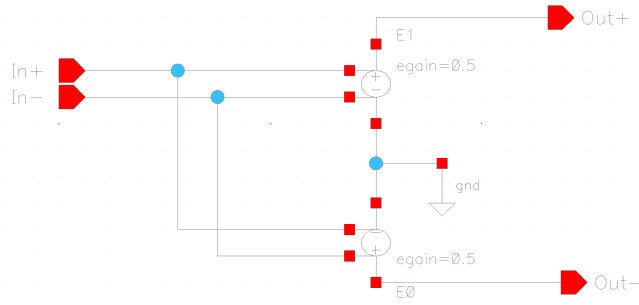 Out+
E1
In+
egain=0.5
In-
gnd
egain=0.5
E0
Out-